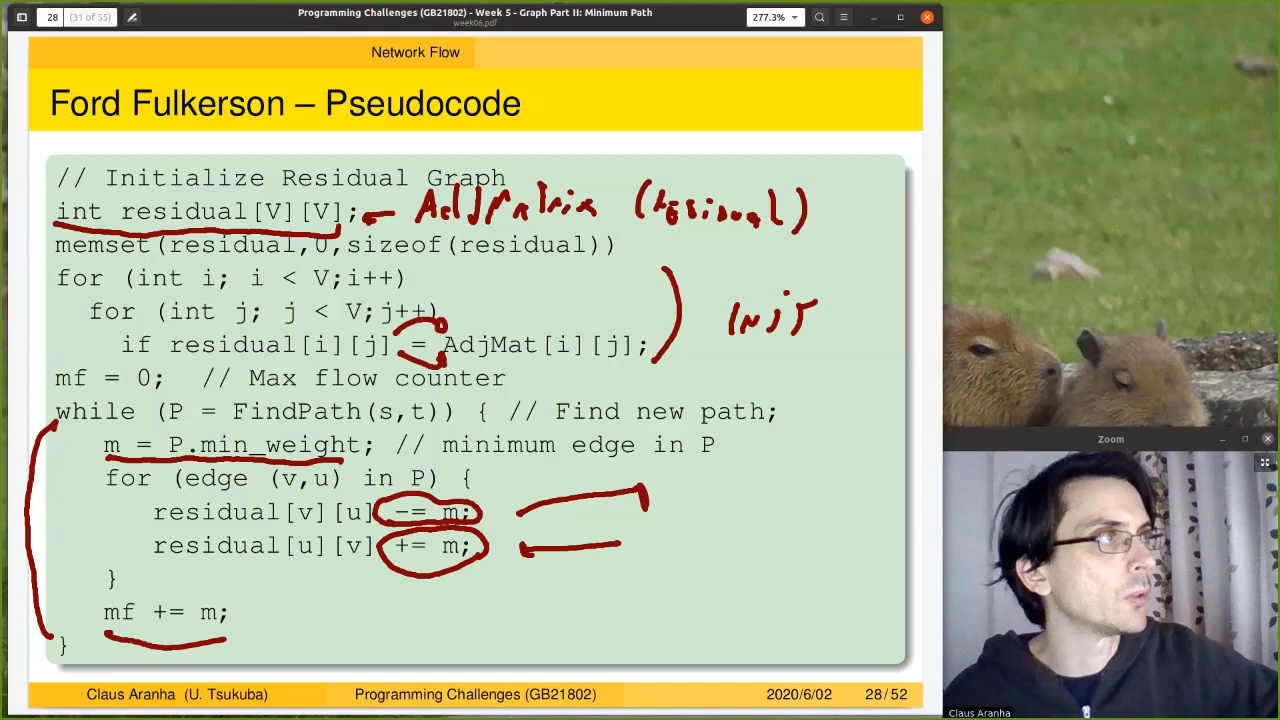 28 (31 of 55) Programming Challenges (GB21802) - Week 5 - Graph Part II: Minimum Path 277.3%
week06.pdf
Network Flow
Ford Fulkerson – Pseudocode
// Initialize Residual Graph
int residual[V][V]; AdjMatrix (residual)
memset(residual,0,sizeof(residual))
for (int i; i < V;i++)
for (int j; j < V;j++)
if residual[i][j] = AdjMat[i][j]; Init
mf = 0; // Max flow counter
while (P = FindPath(s,t)) { // Find new path;
m = P.min_weight; // minimum edge in P
for (edge (v,u) in P) {
residual[v][u] -= m;
residual[u][v] += m;
}
mf += m;
}
Claus Aranha (U. Tsukuba) Programming Challenges (GB21802) 2020/6/02 28 / 52
Zoom
Claus Aranha